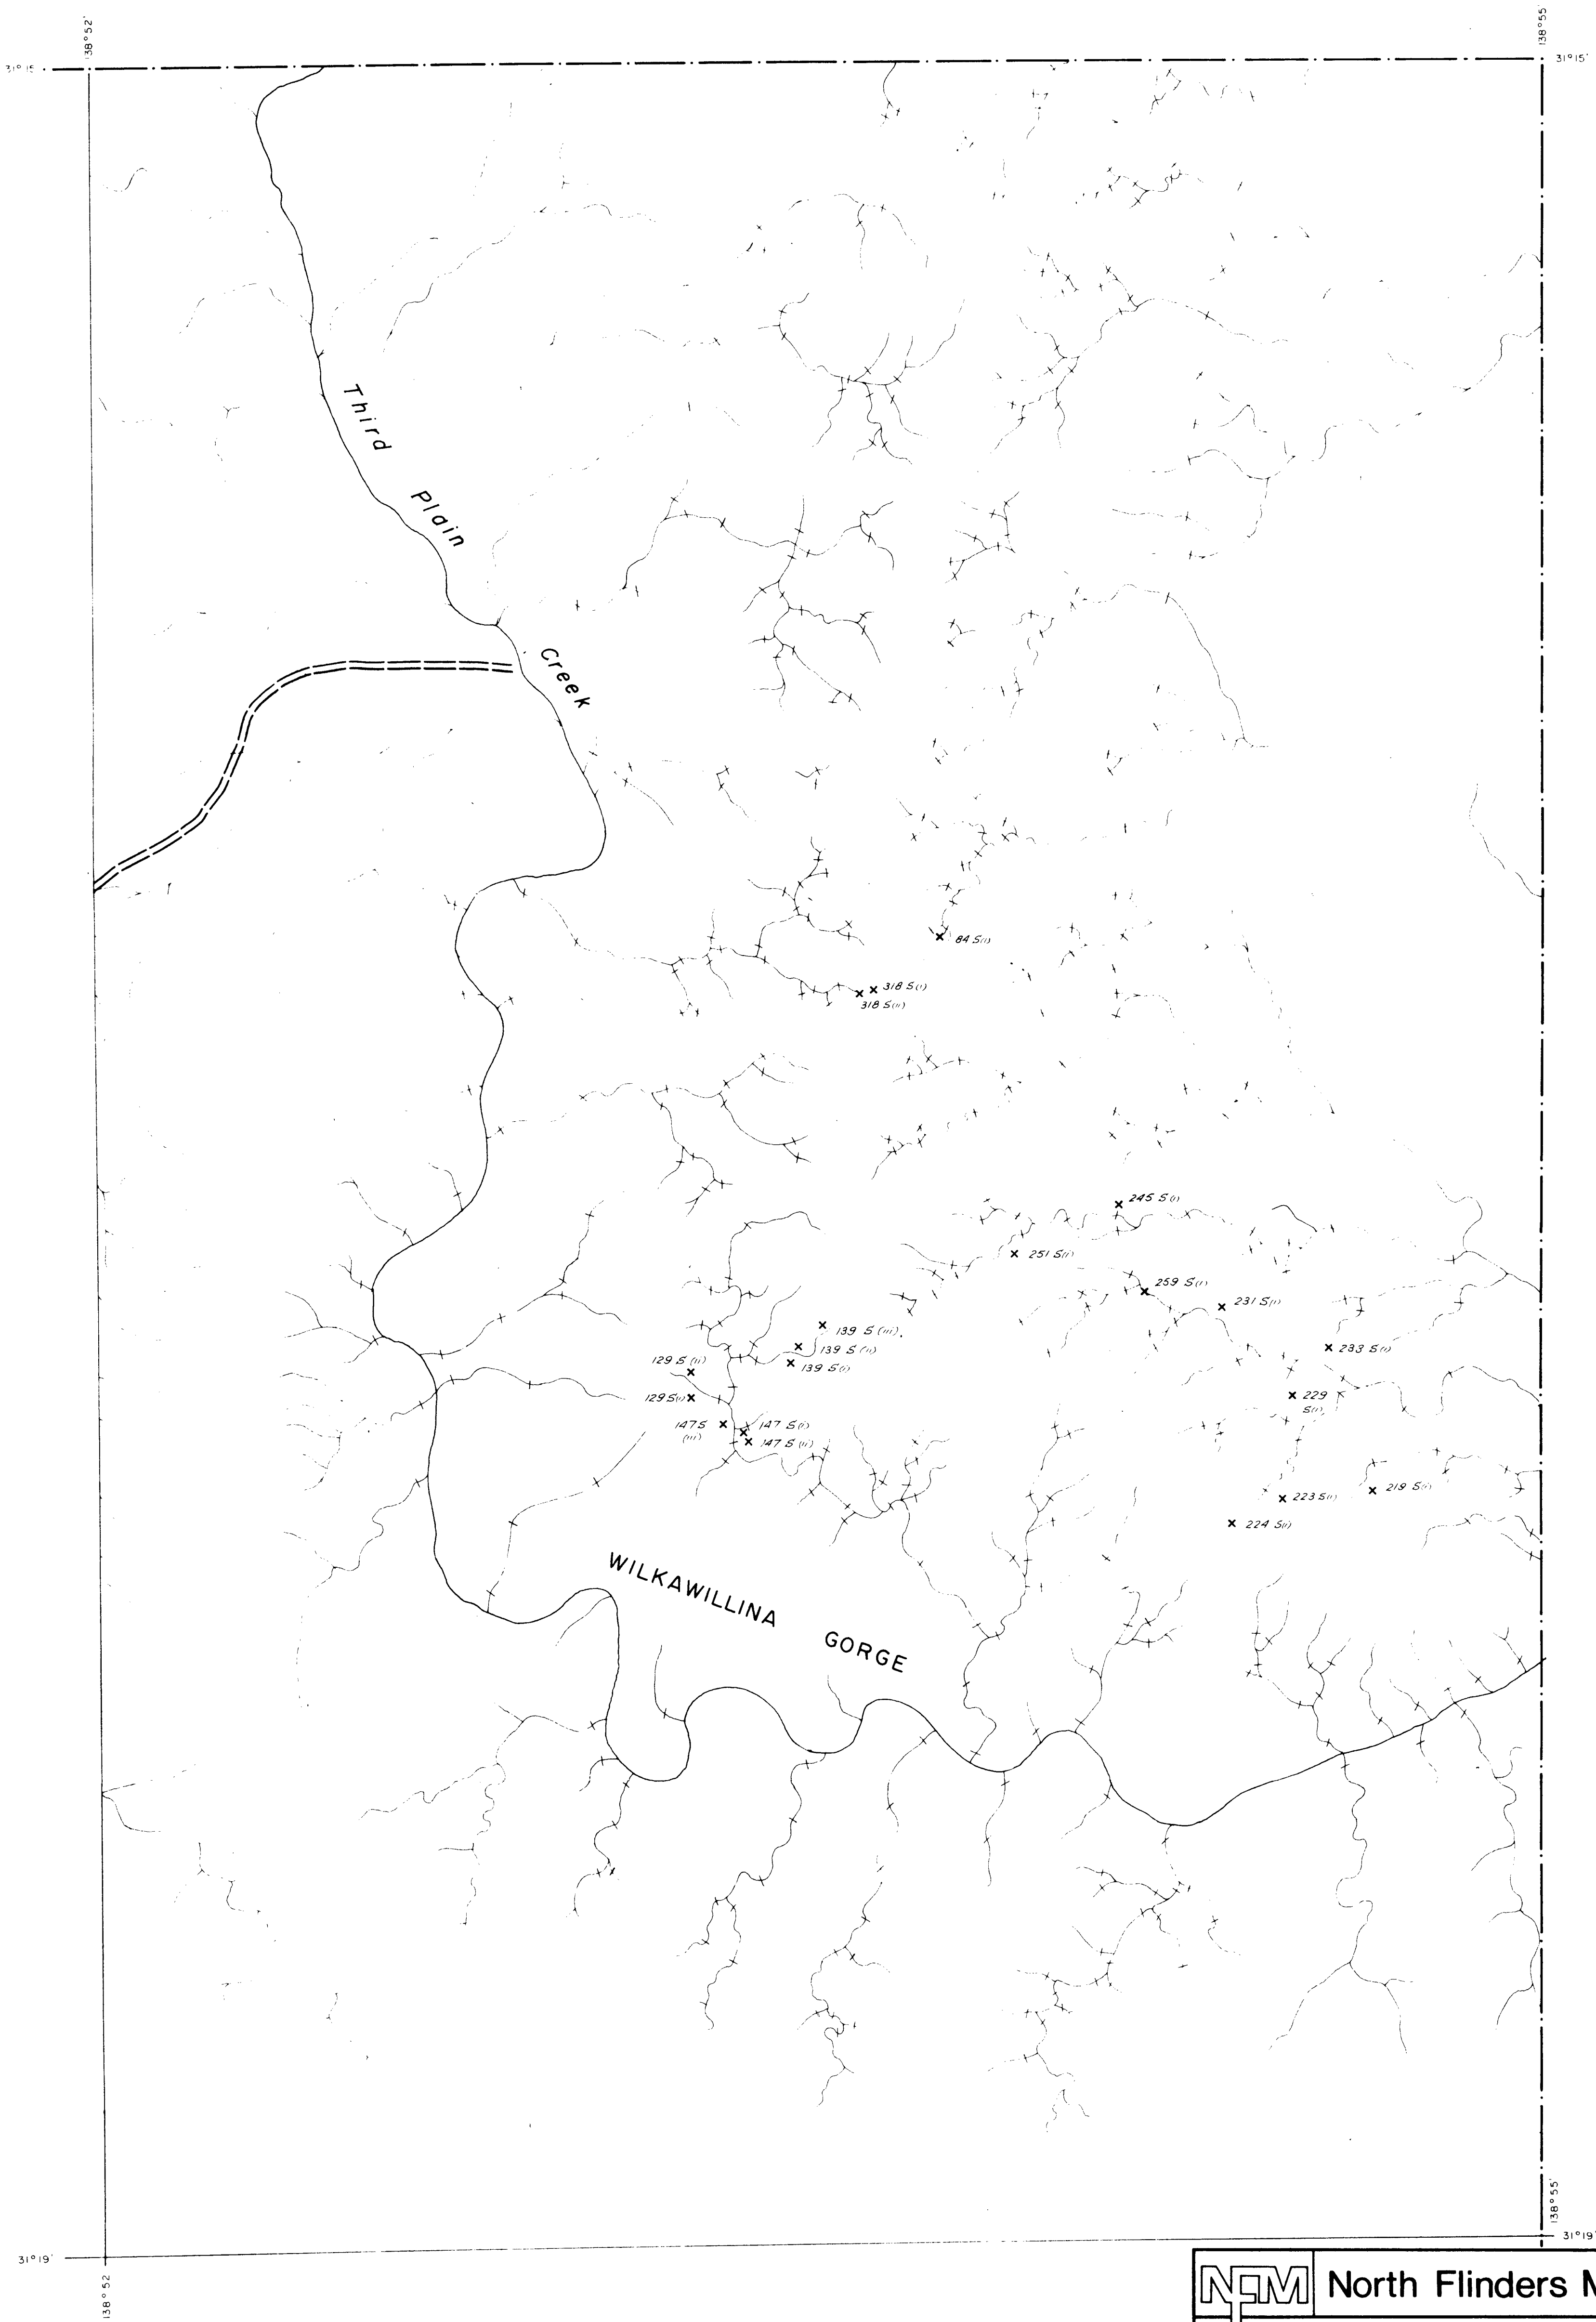 138°52'
138°55'
31°15'
31°15'
Third
Plain
Creek
84 S(i)
318 S(i)
318 S(ii)
245 S(i)
251 S(i)
259 S(i)
231 S(i)
139 S (iii)
139 S (ii)
233 S(i)
129 S (ii)
139 S(i)
129 S(i)
229
S(i)
147 S
(iii)
147 S(i)
147 S (ii)
219 S(i)
223 S(i)
224 S(i)
WILKAWILLINA
GORGE
138°55'
31°19'
31°19'
138°52
NFM
North Flinders M